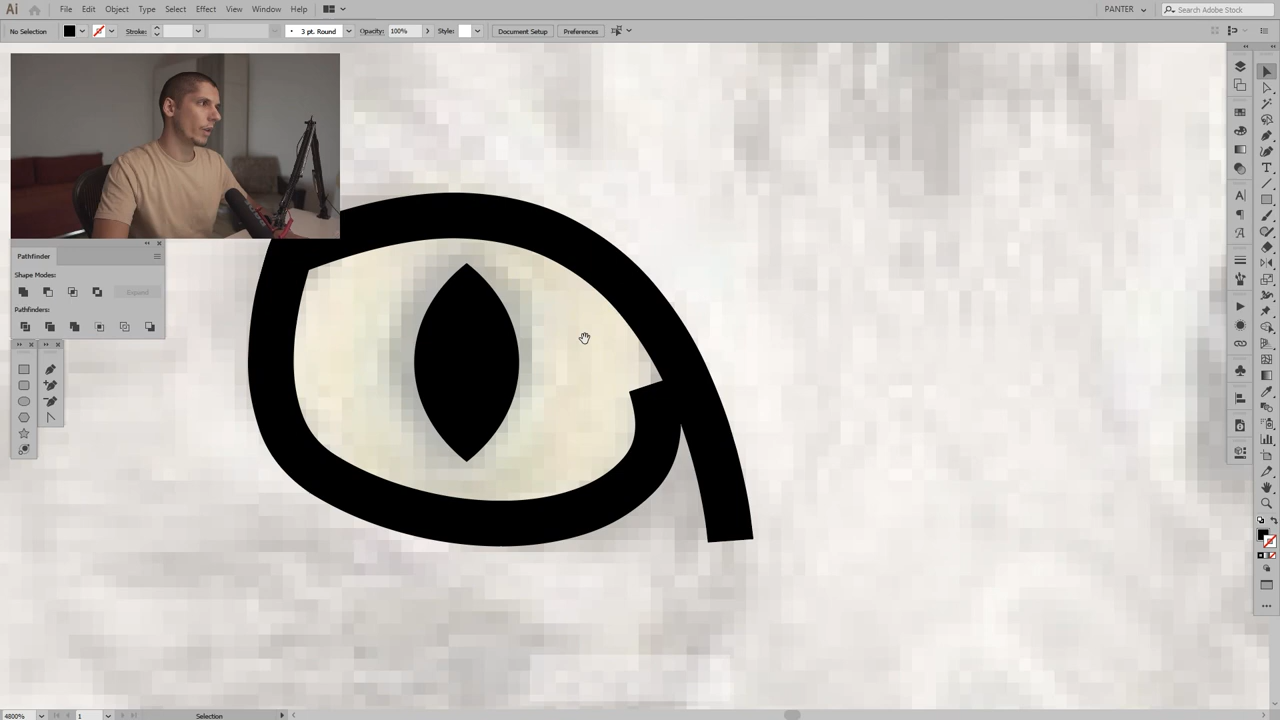 Ai File Edit Object Type Select Effect View Window Help PANTER Search Adobe Stock
No Selection Stroke: 3 pt. Round Opacity: 100% Style: Document Setup Preferences
Pathfinder
Shape Modes:
Expand
Pathfinders:
4800% 1 Selection